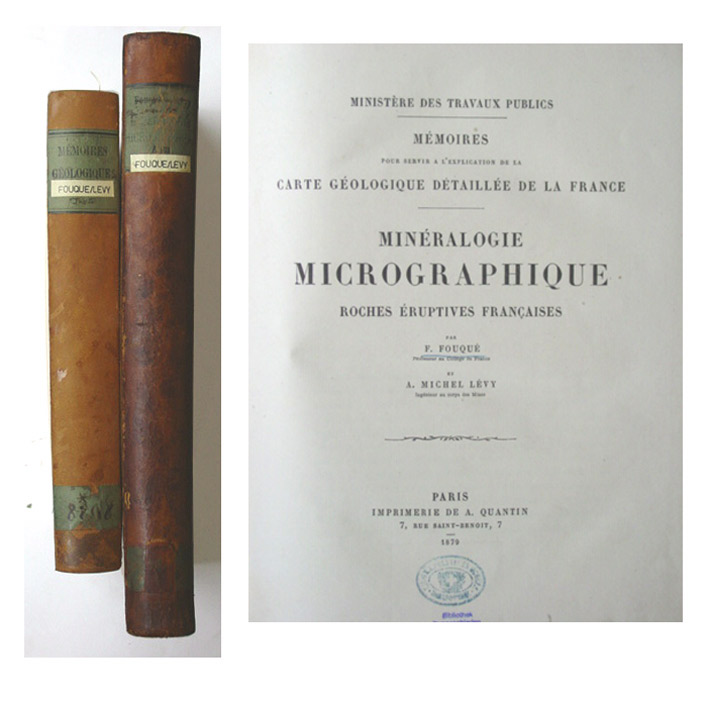 MÉMOIRES
GÉOLOGIQUES
FOUQUE/LEVY
FOUQUE/LEVY
MINISTÈRE DES TRAVAUX PUBLICS
MÉMOIRES
POUR SERVIR A L'EXPLICATION DE LA
CARTE GÉOLOGIQUE DÉTAILLÉE DE LA FRANCE
MINÉRALOGIE
MICROGRAPHIQUE
ROCHES ÉRUPTIVES FRANÇAISES
PAR
F. FOUQUÉ
Professeur au Collège de France
ET
A. MICHEL LÉVY
Ingénieur au corps des Mines
PARIS
IMPRIMERIE DE A. QUANTIN
7, RUE SAINT-BENOIT, 7
1879
Bibliothek